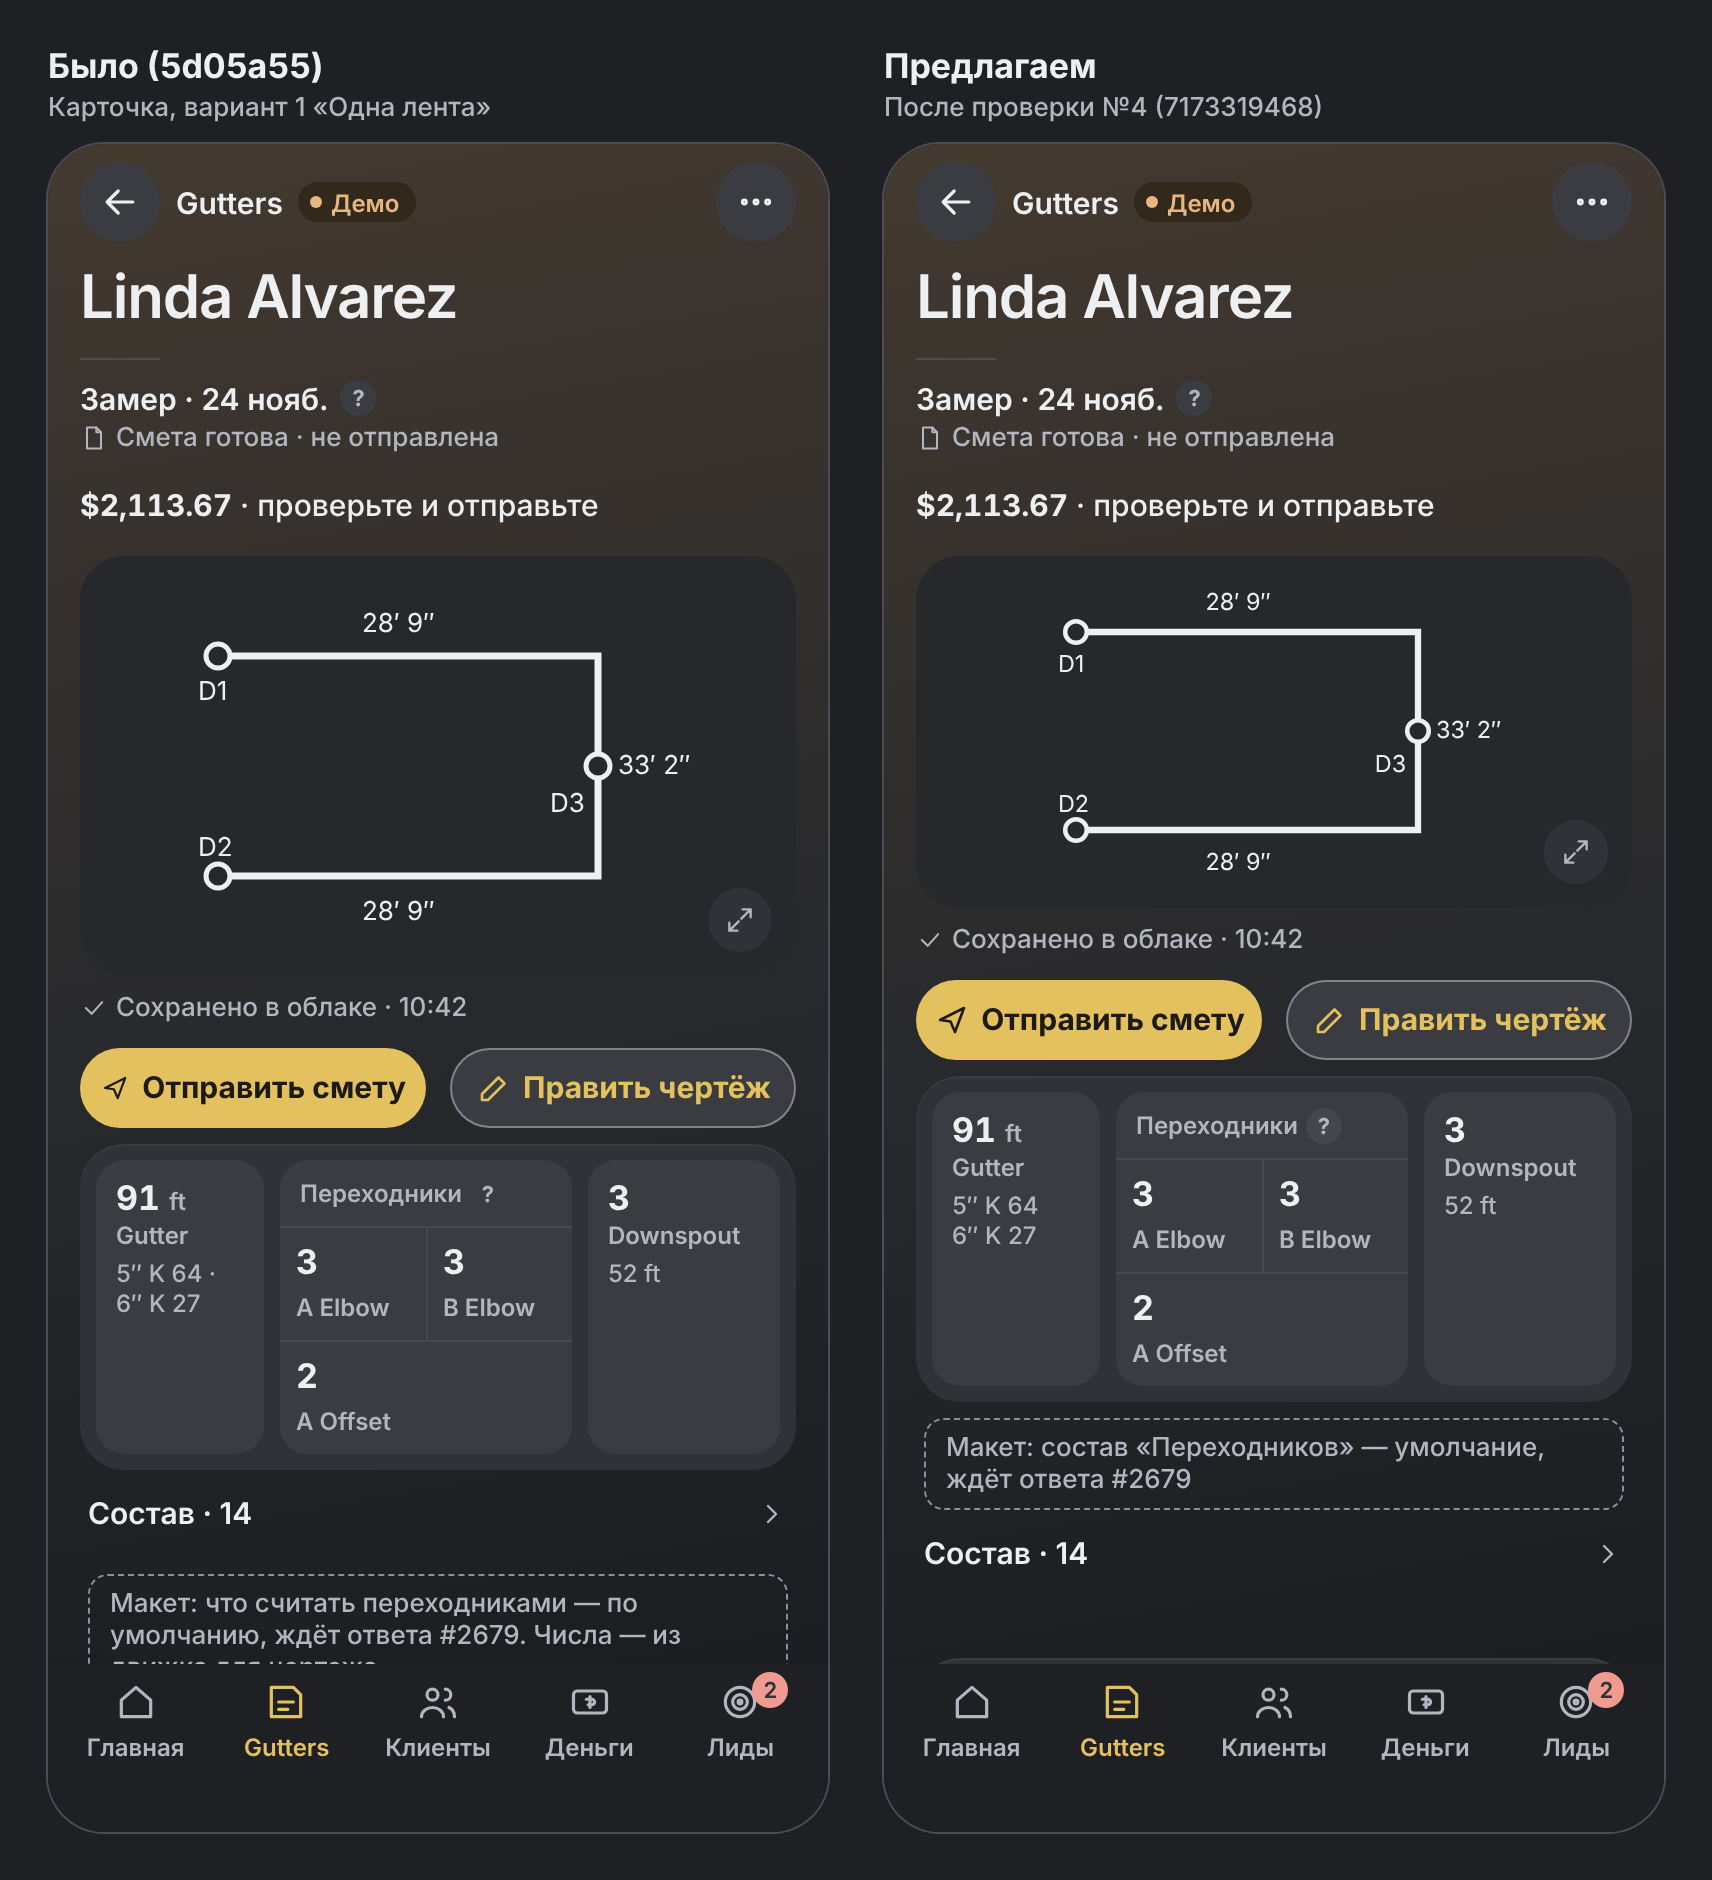 Было (5d05a55)
Карточка, вариант 1 «Одна лента»
Gutters
Демо
Linda Alvarez
Замер · 24 нояб. ?
Смета готова · не отправлена
$2,113.67 · проверьте и отправьте
28′ 9″
D1
33′ 2″
D3
D2
28′ 9″
Сохранено в облаке · 10:42
Отправить смету
Править чертёж
91 ft
Gutter
5″ K 64 ·
6″ K 27
Переходники ?
3
A Elbow
3
B Elbow
2
A Offset
3
Downspout
52 ft
Состав · 14
Макет: что считать переходниками — по
умолчанию, ждёт ответа #2679. Числа — из
Главная
Gutters
Клиенты
Деньги
Лиды
2
Предлагаем
После проверки №4 (7173319468)
Gutters
Демо
Linda Alvarez
Замер · 24 нояб. ?
Смета готова · не отправлена
$2,113.67 · проверьте и отправьте
28′ 9″
D1
33′ 2″
D3
D2
28′ 9″
Сохранено в облаке · 10:42
Отправить смету
Править чертёж
91 ft
Gutter
5″ K 64
6″ K 27
Переходники ?
3
A Elbow
3
B Elbow
2
A Offset
3
Downspout
52 ft
Макет: состав «Переходников» — умолчание,
ждёт ответа #2679
Состав · 14
Главная
Gutters
Клиенты
Деньги
Лиды
2